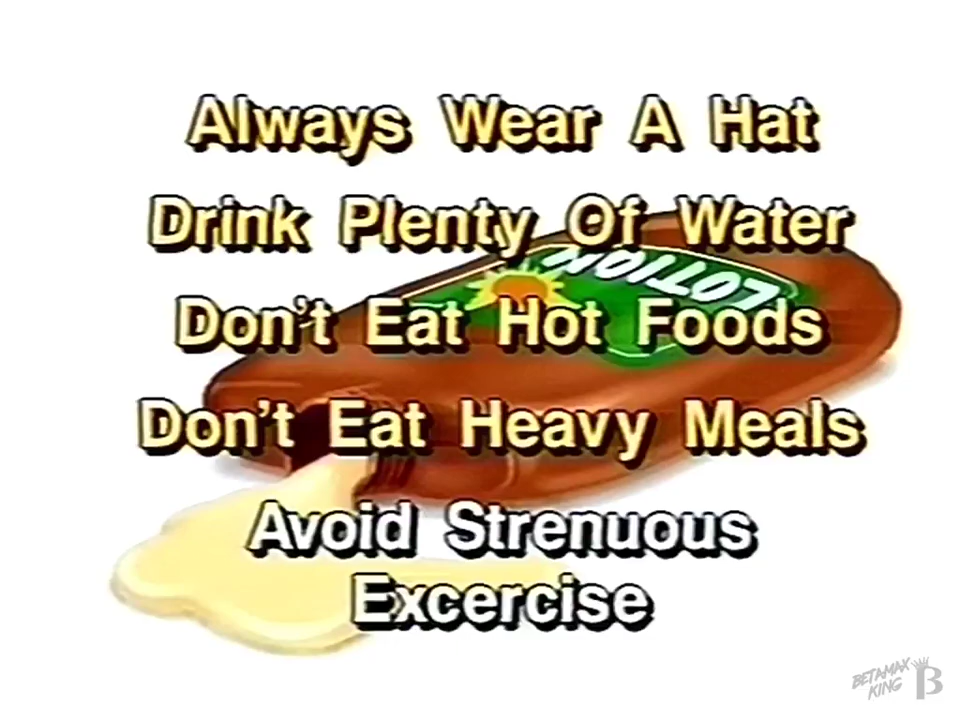 Always Wear A Hat
Drink Plenty Of Water
LOTION
Don't Eat Hot Foods
Don't Eat Heavy Meals
Avoid Strenuous
Excercise
BETAMAX
KING B